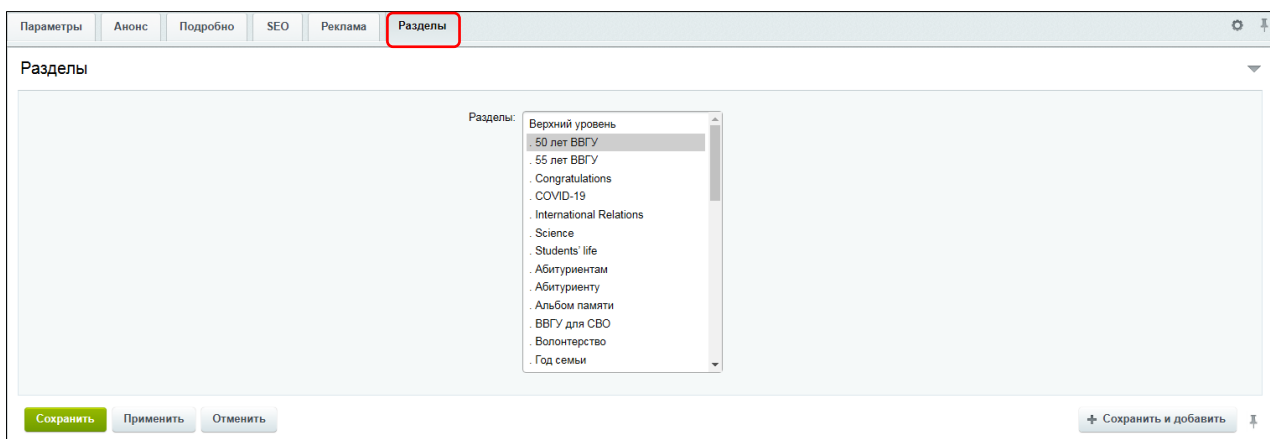 Параметры Анонс Подробно SEO Реклама Разделы
Разделы
Разделы:
Верхний уровень
. 50 лет ВВГУ
. 55 лет ВВГУ
. Congratulations
. COVID-19
. International Relations
. Science
. Students' life
. Абитуриентам
. Абитуриенту
. Альбом памяти
. ВВГУ для СВО
. Волонтерство
. Год семьи
Сохранить Применить Отменить + Сохранить и добавить